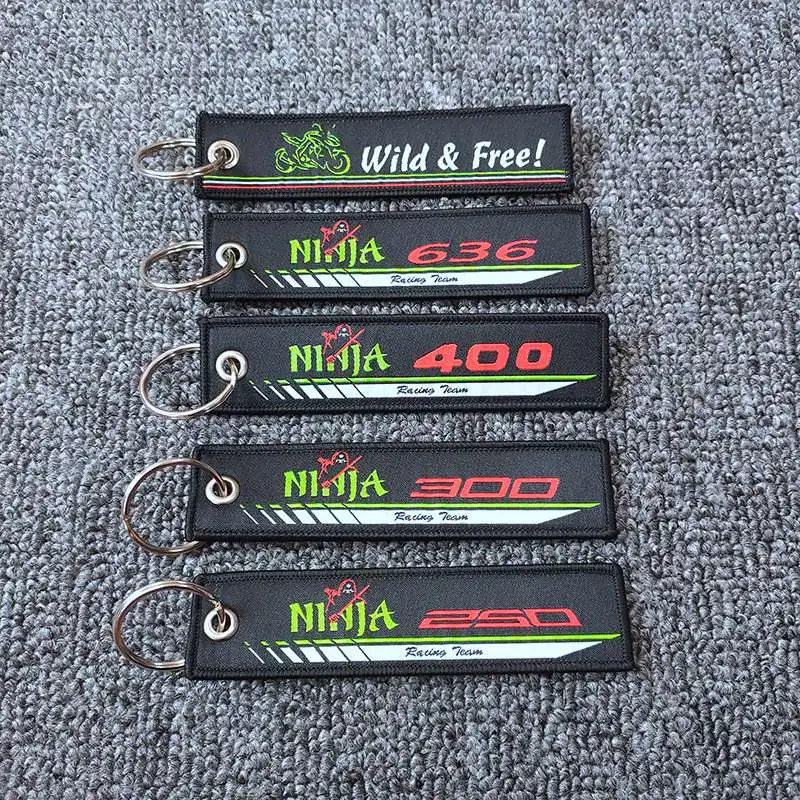 Wild & Free!
NINJA 636
Racing Team
NINJA 400
Racing Team
NINJA 300
Racing Team
NINJA 250
Racing Team